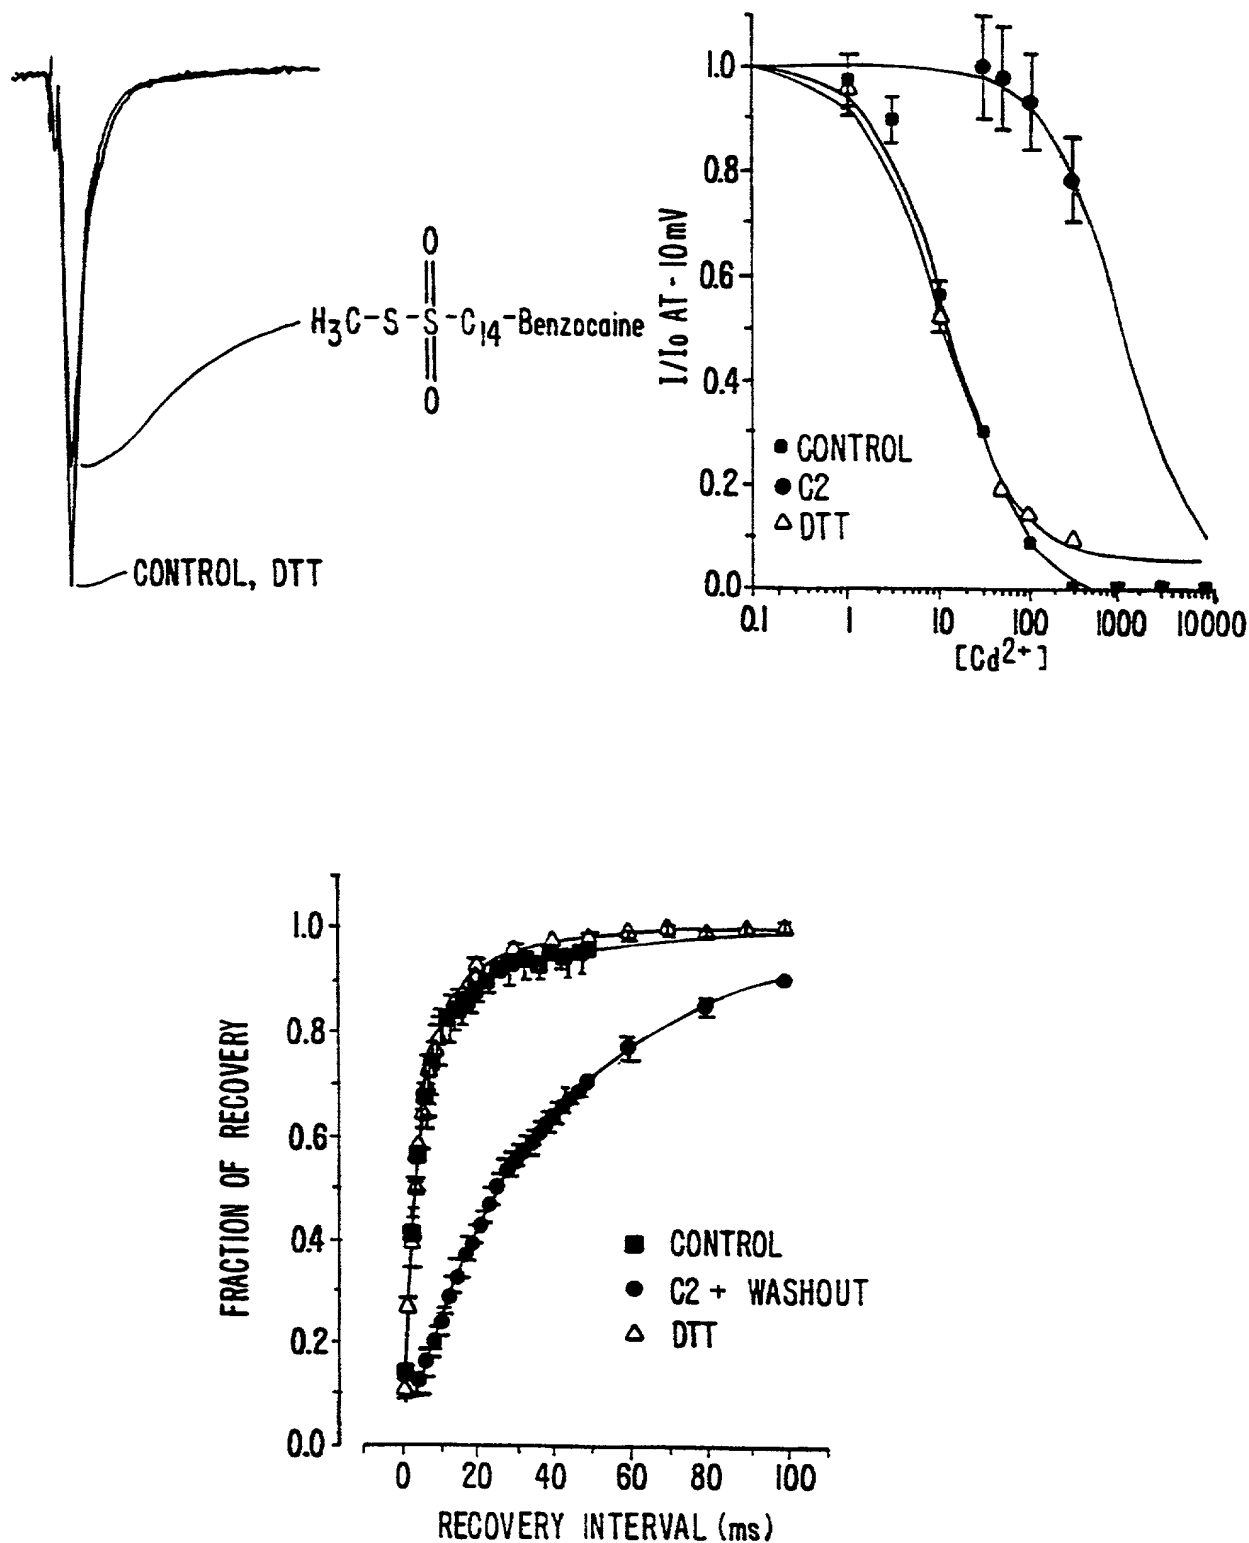 O
H3C-S-S-C14-Benzocaine
O
CONTROL, DTT
I/Io AT -10mV
1.0
0.8
0.6
0.4
0.2
0.0
CONTROL
C2
DTT
0.1 1 10 100 1000 10000
[Cd2+]
FRACTION OF RECOVERY
1.0
0.8
0.6
0.4
0.2
0.0
CONTROL
C2 + WASHOUT
DTT
0 20 40 60 80 100
RECOVERY INTERVAL (ms)